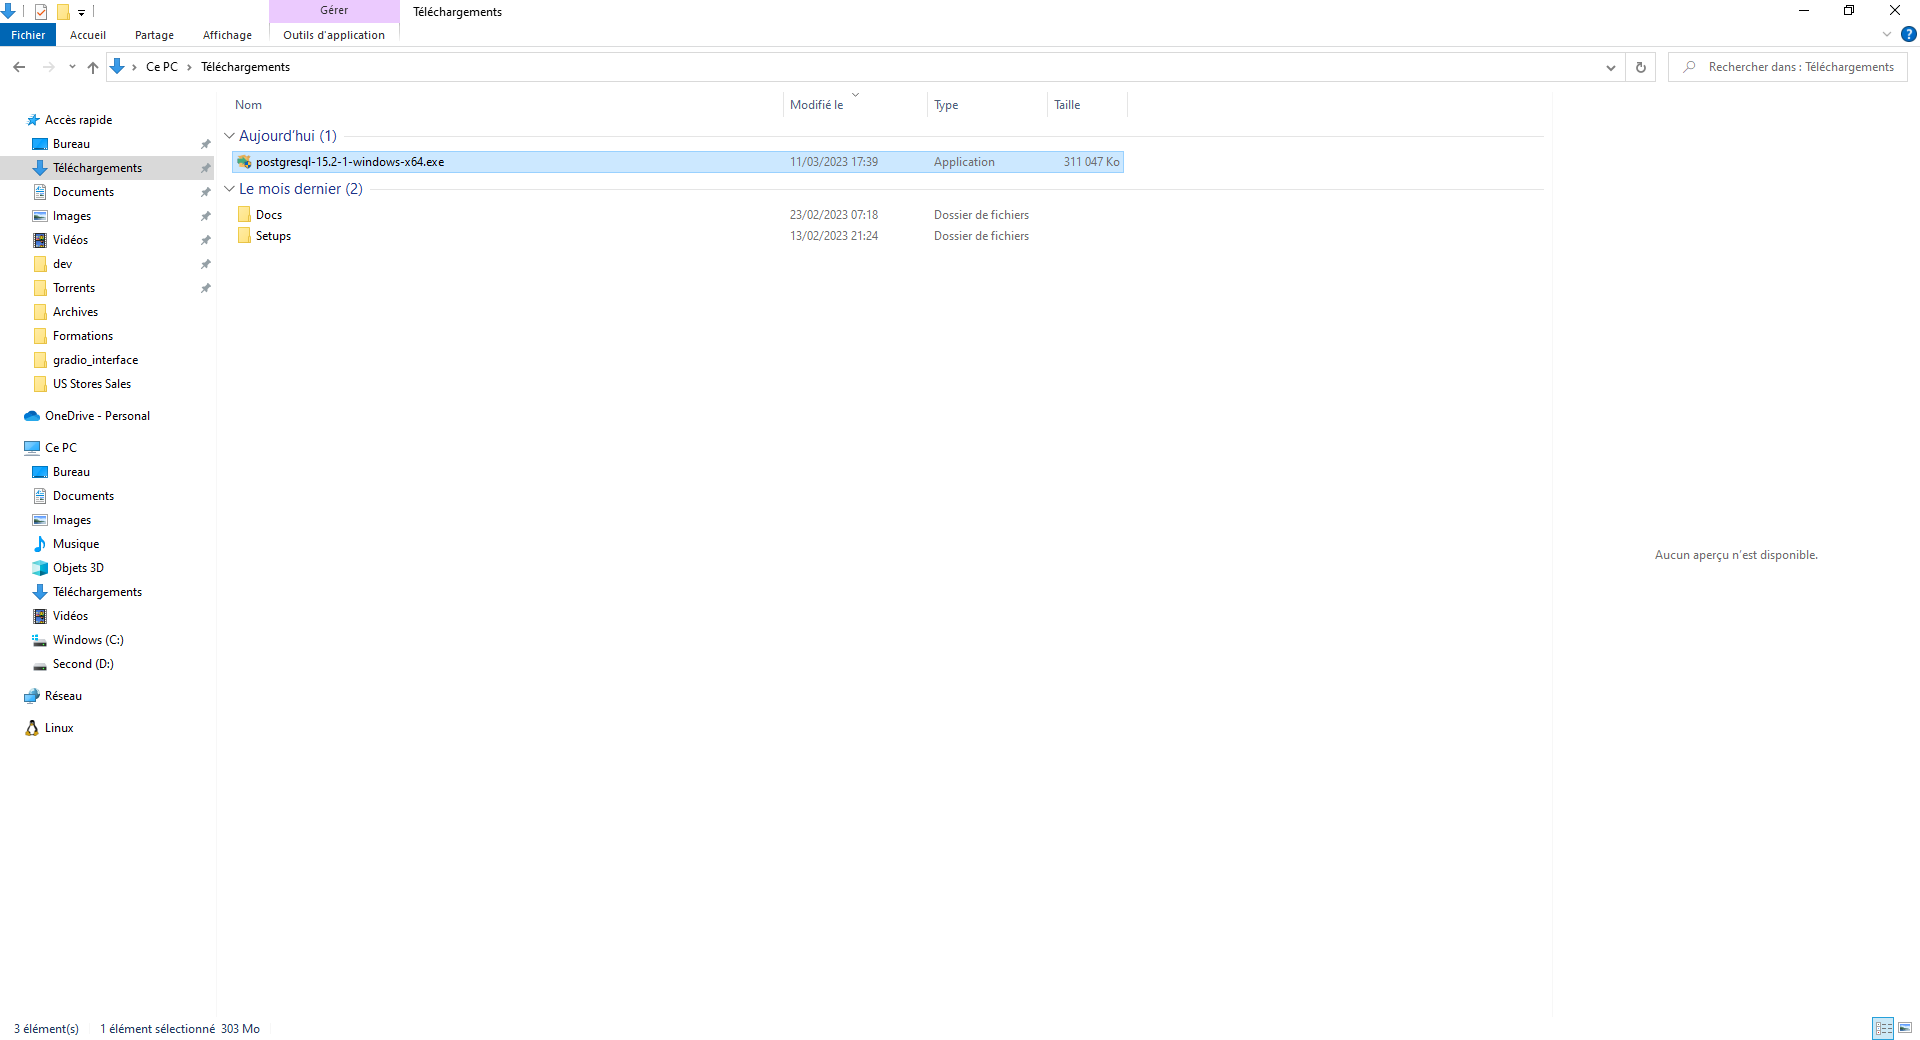 Gérer
Téléchargements
Fichier
Accueil
Partage
Affichage
Outils d'application
?
Ce PC
Téléchargements
Rechercher dans : Téléchargements
Nom
Modifié le
Type
Taille
Aujourd'hui (1)
postgresql-15.2-1-windows-x64.exe 11/03/2023 17:39 Application 311 047 Ko
Le mois dernier (2)
Docs 23/02/2023 07:18 Dossier de fichiers
Setups 13/02/2023 21:24 Dossier de fichiers
Accès rapide
Bureau
Téléchargements
Documents
Images
Vidéos
dev
Torrents
Archives
Formations
gradio_interface
US Stores Sales
OneDrive - Personal
Ce PC
Bureau
Documents
Images
Musique
Objets 3D
Téléchargements
Vidéos
Windows (C:)
Second (D:)
Réseau
Linux
Aucun aperçu n'est disponible.
3 élément(s) 1 élément sélectionné 303 Mo